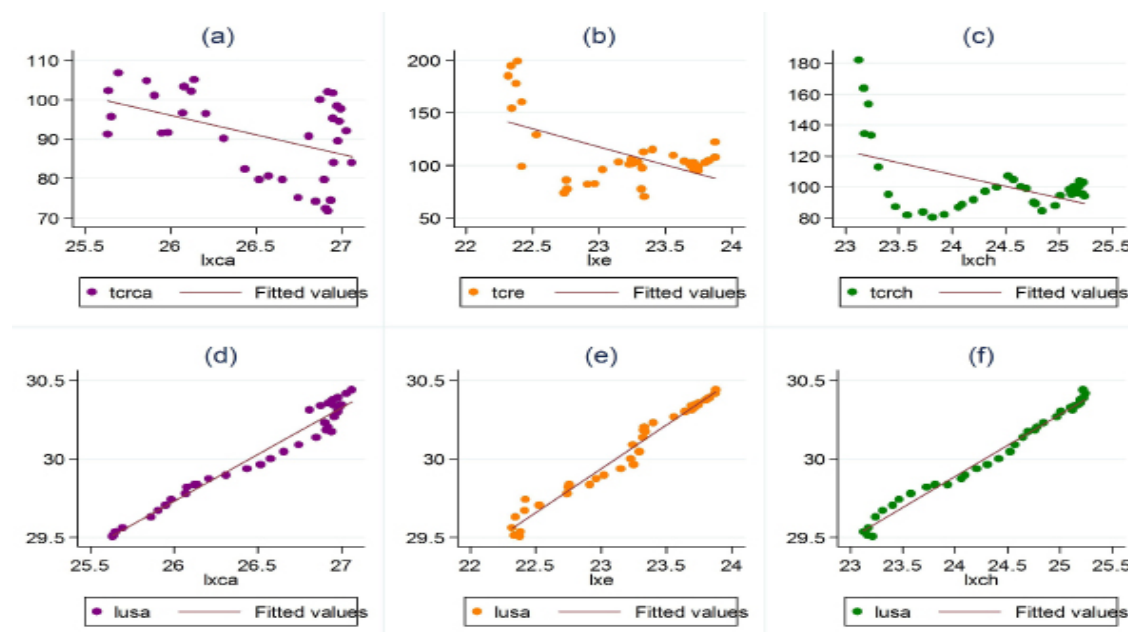 (a)
110
100
90
80
70
25.5 26 26.5 27
lxca
tcrca Fitted values
(b)
200
150
100
50
22 22.5 23 23.5 24
lxe
tcre Fitted values
(c)
180
160
140
120
100
80
23 23.5 24 24.5 25 25.5
lxch
tcrch Fitted values
(d)
30.5
30
29.5
25.5 26 26.5 27
lxca
lusa Fitted values
(e)
30.5
30
29.5
22 22.5 23 23.5 24
lxe
lusa Fitted values
(f)
30.5
30
29.5
23 23.5 24 24.5 25 25.5
lxch
lusa Fitted values